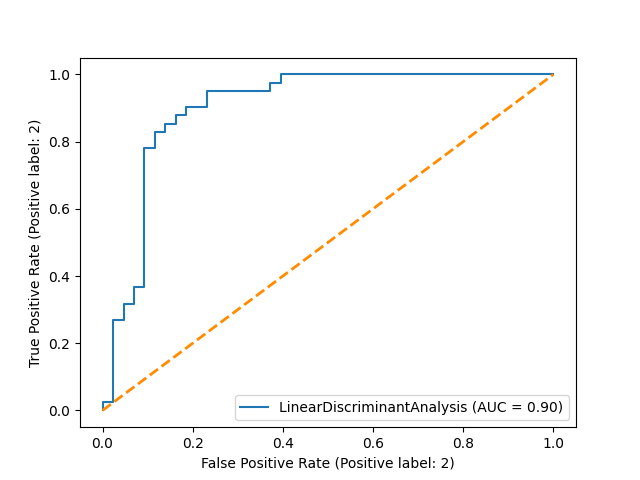 True Positive Rate (Positive label: 2)
1.0
0.8
0.6
0.4
0.2
0.0
LinearDiscriminantAnalysis (AUC = 0.90)
0.0 0.2 0.4 0.6 0.8 1.0
False Positive Rate (Positive label: 2)